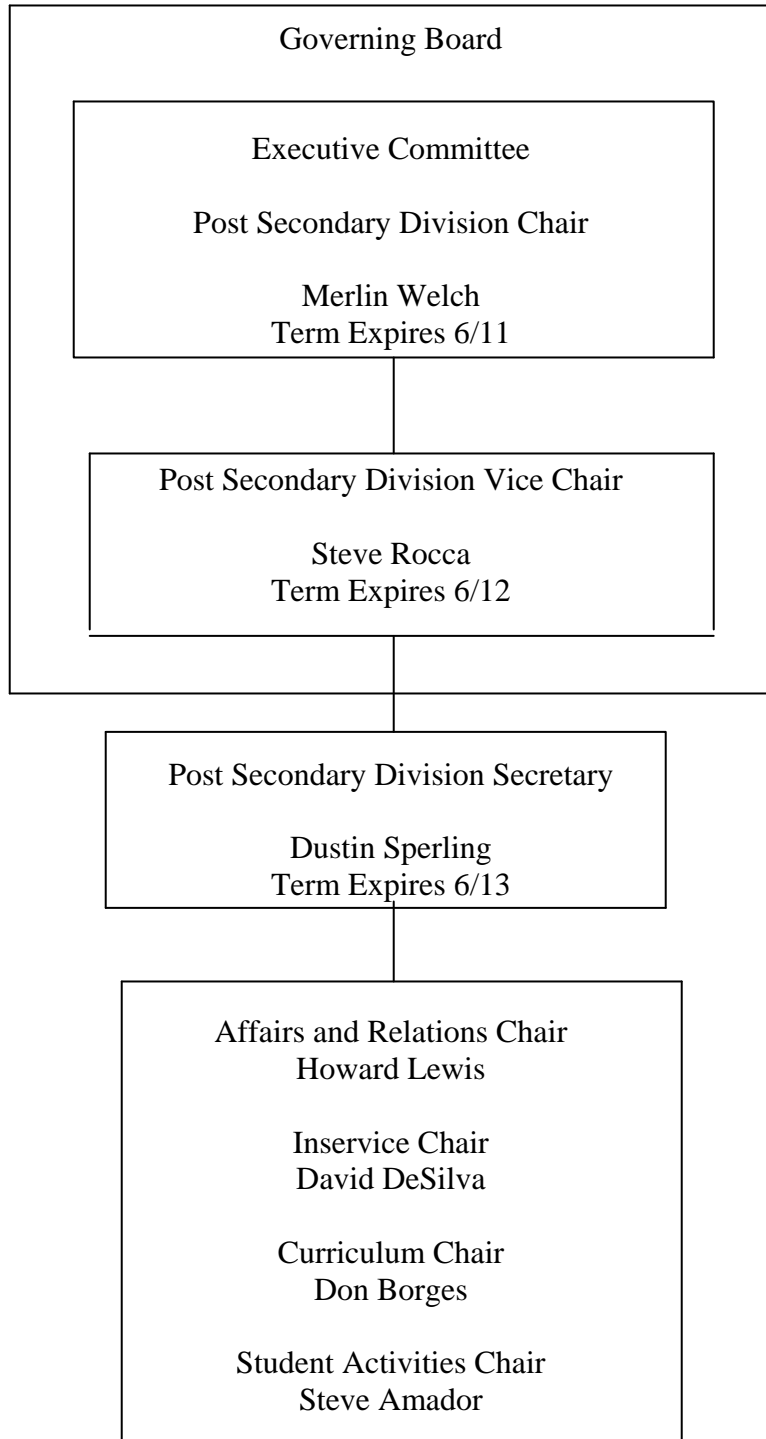 Governing Board
Executive Committee
Post Secondary Division Chair
Merlin Welch
Term Expires 6/11
Post Secondary Division Vice Chair
Steve Rocca
Term Expires 6/12
Post Secondary Division Secretary
Dustin Sperling
Term Expires 6/13
Affairs and Relations Chair
Howard Lewis
Inservice Chair
David DeSilva
Curriculum Chair
Don Borges
Student Activities Chair
Steve Amador